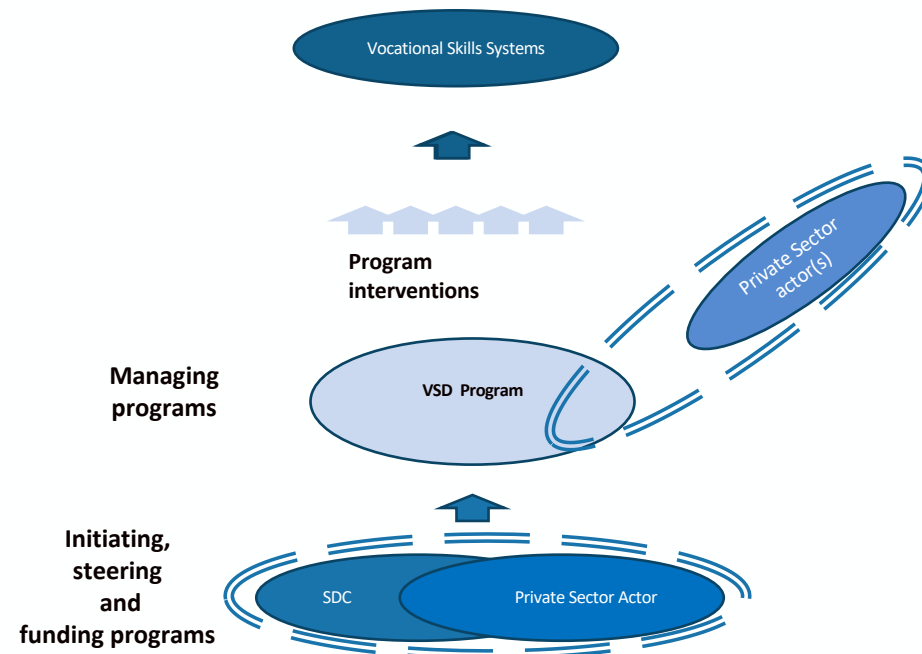 Vocational Skills Systems
Private Sector
actor(s)
Program
interventions
Managing
programs
VSD  Program
Initiating,
steering
and
funding programs
SDC
Private Sector Actor